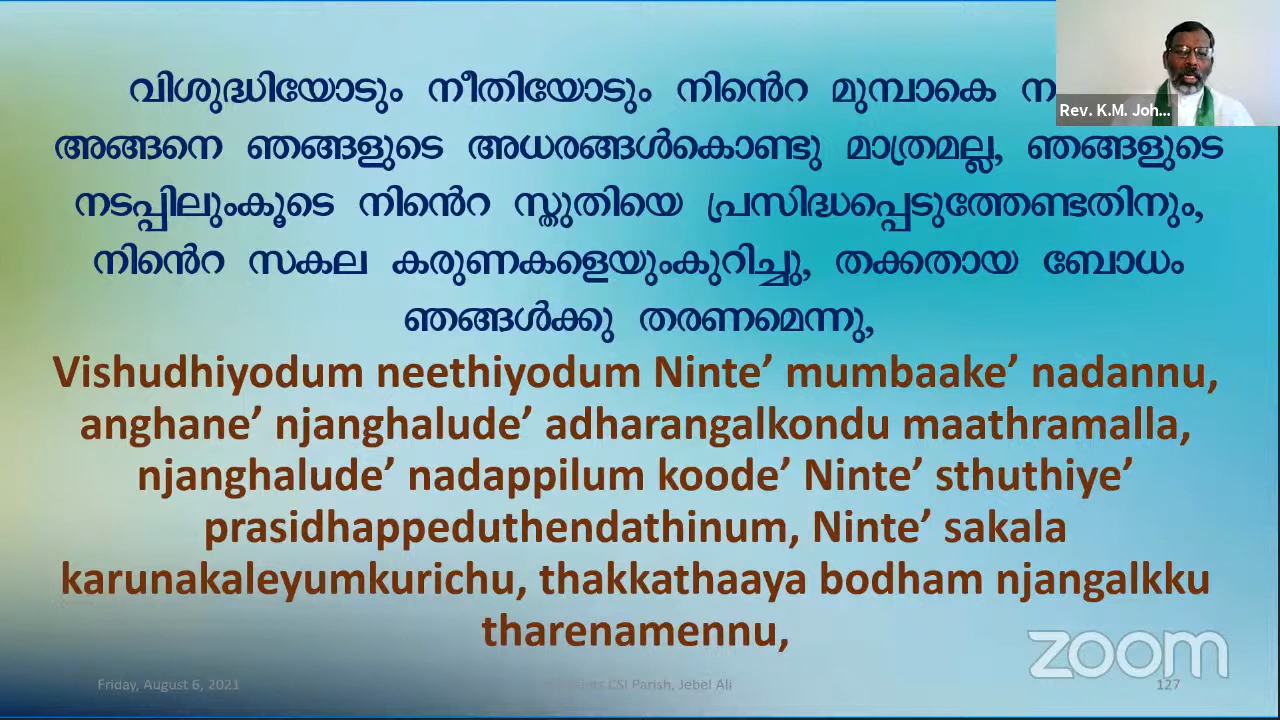 വിശുദ്ധിയോടും നീതിയോടും നിൻെറ മുമ്പാകെ
Rev. K.M. Joh...
അങ്ങനെ ഞങ്ങളുടെ അധരങ്ങൾകൊണ്ടു മാത്രമല്ല, ഞങ്ങളുടെ
നടപ്പിലുംകൂടെ നിൻെറ സ്തുതിയെ പ്രസിദ്ധപ്പെടുത്തേണ്ടതിനും,
നിൻെറ സകല കരുണകളെയുംകുറിച്ചു, തക്കതായ ബോധം
ഞങ്ങൾക്കു തരണമെന്നു,
Vishudhiyodum neethiyodum Ninte’ mumbaake’ nadannu,
anghane’ njanghalude’ adharangalkondu maathramalla,
njanghalude’ nadappilum koode’ Ninte’ sthuthiye’
prasidhappeduthendathinum, Ninte’ sakala
karunakaleyumkurichu, thakkathaaya bodham njangalkku
tharenamennu,
zoom
Friday, August 6, 2021 CSI Parish, Jebel Ali 127